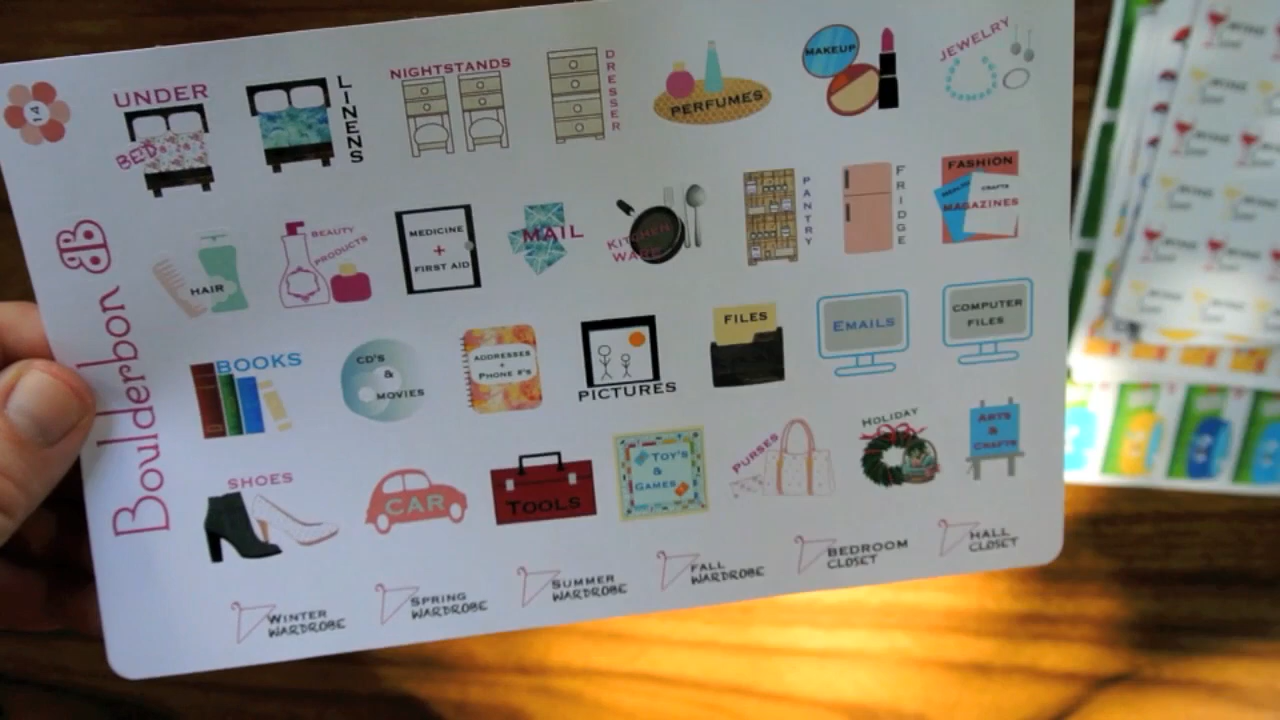 14
UNDER
BED
LINENS
NIGHTSTANDS
DRESSER
PERFUMES
MAKEUP
JEWELRY
HAIR
BEAUTY
PRODUCTS
MEDICINE
+
FIRST AID
MAIL
KITCHEN
WARE
PANTRY
FRIDGE
FASHION
HEALTH
CRAFTS
MAGAZINES
Boulderbon BB
BOOKS
CD'S
&
MOVIES
ADDRESSES
+
PHONE #'S
PICTURES
FILES
EMAILS
COMPUTER
FILES
SHOES
CAR
TOOLS
TOY'S
&
GAMES
PURSES
HOLIDAY
ARTS
&
CRAFTS
WINTER
WARDROBE
SPRING
WARDROBE
SUMMER
WARDROBE
FALL
WARDROBE
BEDROOM
CLOSET
HALL
CLOSET